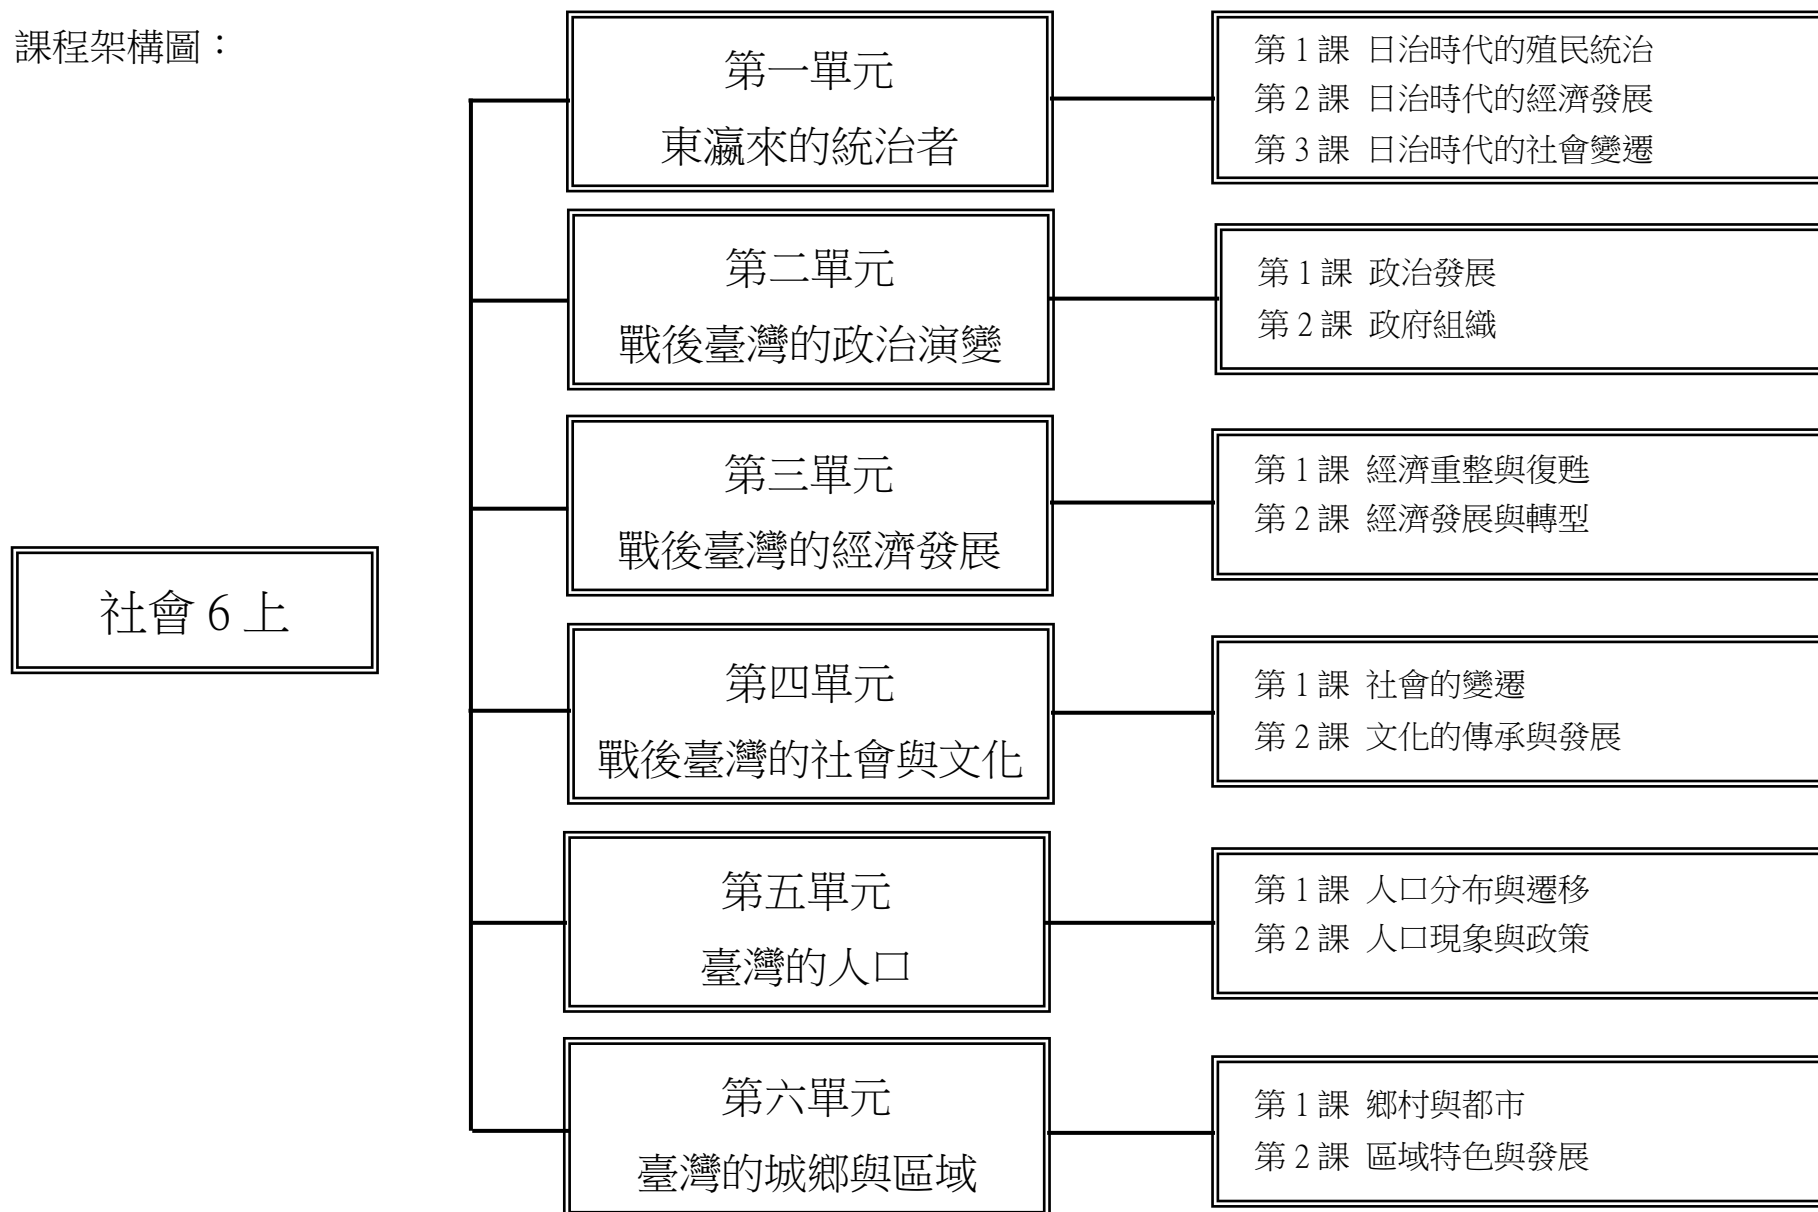 課程架構圖：
社會 6 上
第一單元
東瀛來的統治者
第 1 課 日治時代的殖民統治
第 2 課 日治時代的經濟發展
第 3 課 日治時代的社會變遷
第二單元
戰後臺灣的政治演變
第 1 課 政治發展
第 2 課 政府組織
第三單元
戰後臺灣的經濟發展
第 1 課 經濟重整與復甦
第 2 課 經濟發展與轉型
第四單元
戰後臺灣的社會與文化
第 1 課 社會的變遷
第 2 課 文化的傳承與發展
第五單元
臺灣的人口
第 1 課 人口分布與遷移
第 2 課 人口現象與政策
第六單元
臺灣的城鄉與區域
第 1 課 鄉村與都市
第 2 課 區域特色與發展